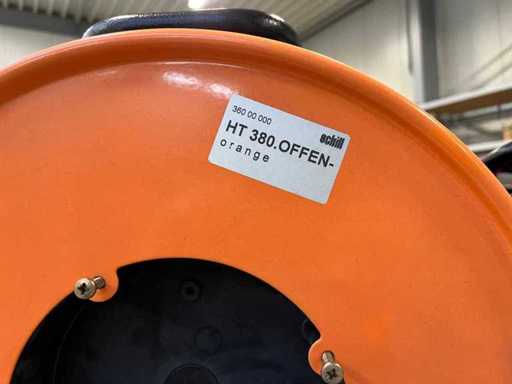 360 00 000
schill
HT 380.OFFEN-
orange